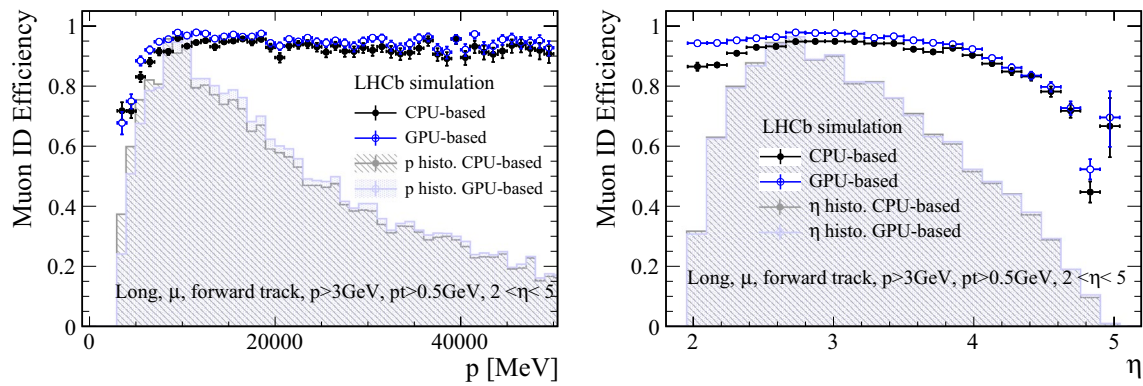 Muon ID Efficiency
1
0.8
0.6
0.4
0.2
0
LHCb simulation
CPU-based
GPU-based
p histo. CPU-based
p histo. GPU-based
Long, μ, forward track, p>3GeV, pt>0.5GeV, 2 <η< 5
0 20000 40000
p [MeV]
Muon ID Efficiency
1
0.8
0.6
0.4
0.2
0
LHCb simulation
CPU-based
GPU-based
η histo. CPU-based
η histo. GPU-based
Long, μ, forward track, p>3GeV, pt>0.5GeV, 2 <η< 5
2 3 4 5
η